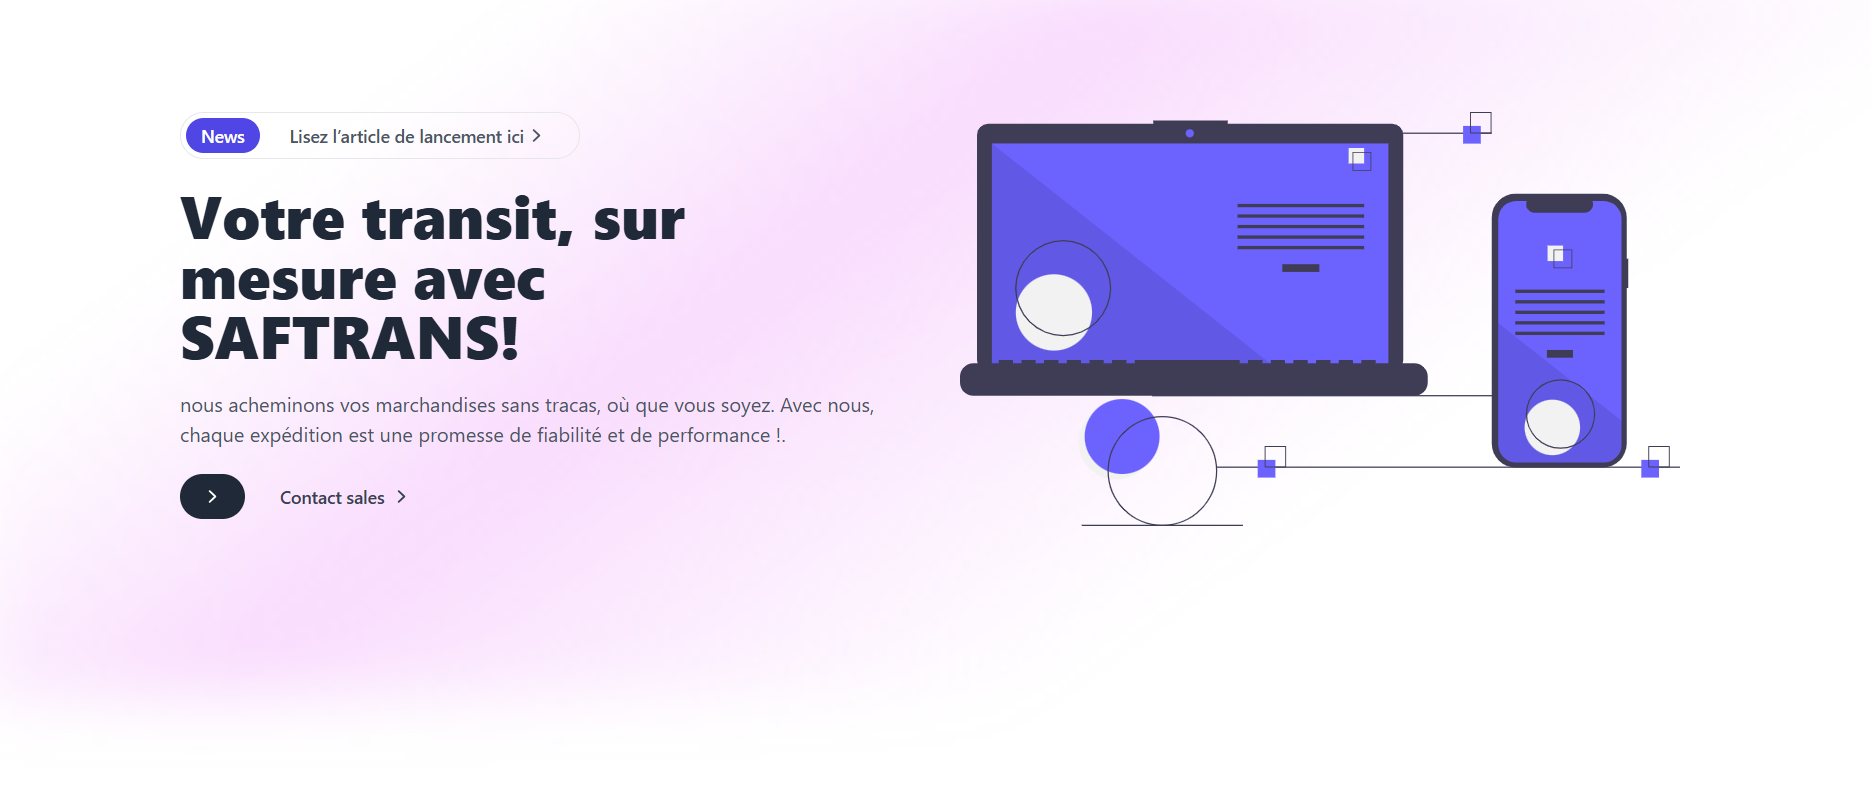 News Lisez l’article de lancement ici
Votre transit, sur
mesure avec
SAFTRANS!
nous acheminons vos marchandises sans tracas, où que vous soyez. Avec nous,
chaque expédition est une promesse de fiabilité et de performance !.
Contact sales